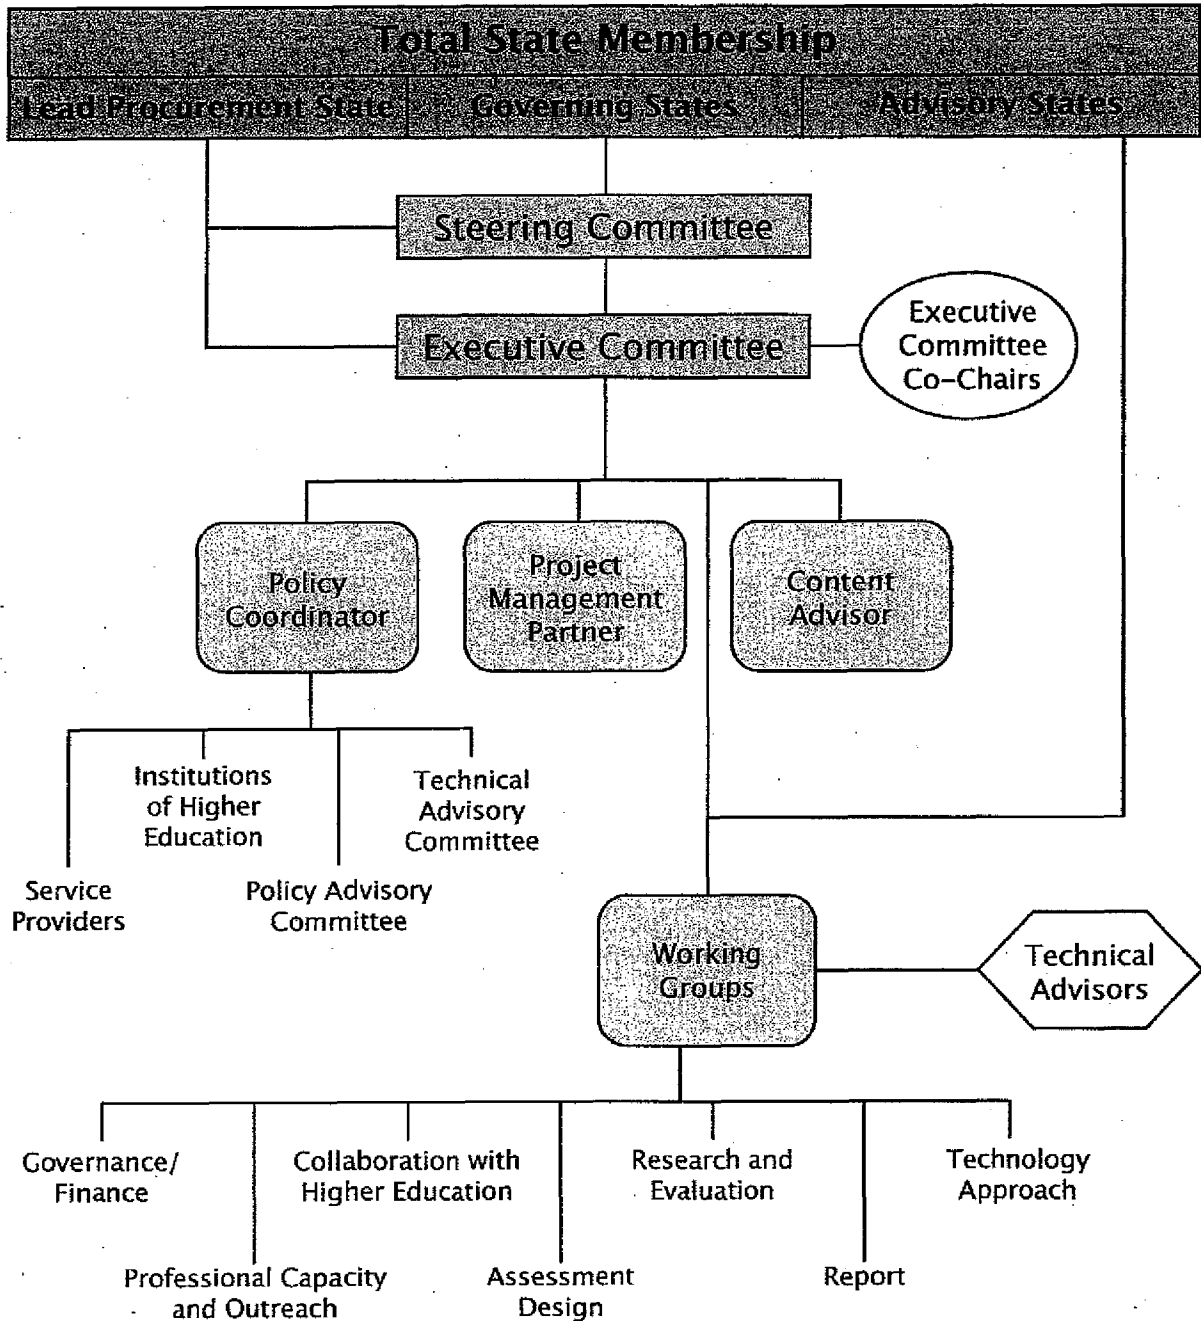 Total State Membership
Lead Procurement State
Governing States
Advisory States
Steering Committee
Executive Committee
Executive
Committee
Co-Chairs
Policy
Coordinator
Project
Management
Partner
Content
Advisor
Institutions
of Higher
Education
Technical
Advisory
Committee
Service
Providers
Policy Advisory
Committee
Working
Groups
Technical
Advisors
Governance/
Finance
Collaboration with
Higher Education
Research and
Evaluation
Technology
Approach
Professional Capacity
and Outreach
Assessment
Design
Report